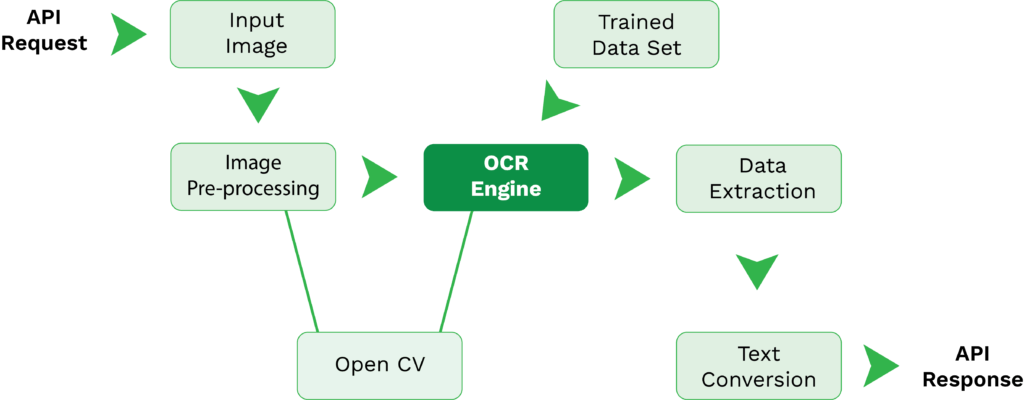 API
Request
Input
Image
Trained
Data Set
Image
Pre-processing
OCR
Engine
Data
Extraction
Open CV
Text
Conversion
API
Response